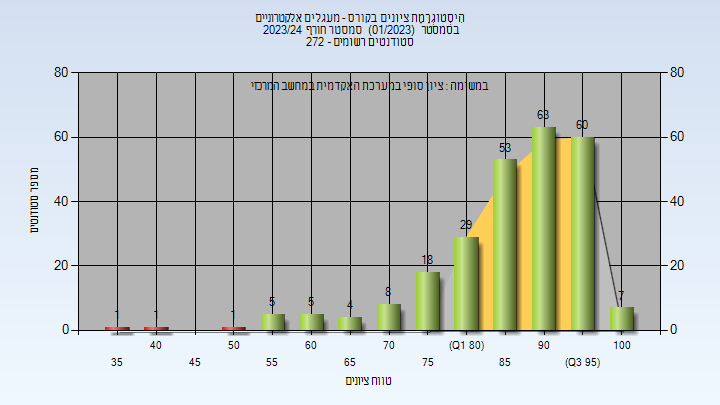 היסטוגרמת ציונים בקורס - מעגלים אלקטרוניים
בסמסטר (01/2023) סמסטר חורף 2023/24
סטודנטים רשומים - 272
במשימה : ציון סופי במערכת האקדמית במחשב המרכזי
מספר סטודנטים
80 80
60 60
40 40
20 20
0 0
1 1 1 5 5 4 8 18 29 53 63 60 7
35 40 45 50 55 60 65 70 75 (Q1 80) 85 90 (Q3 95) 100
טווח ציונים